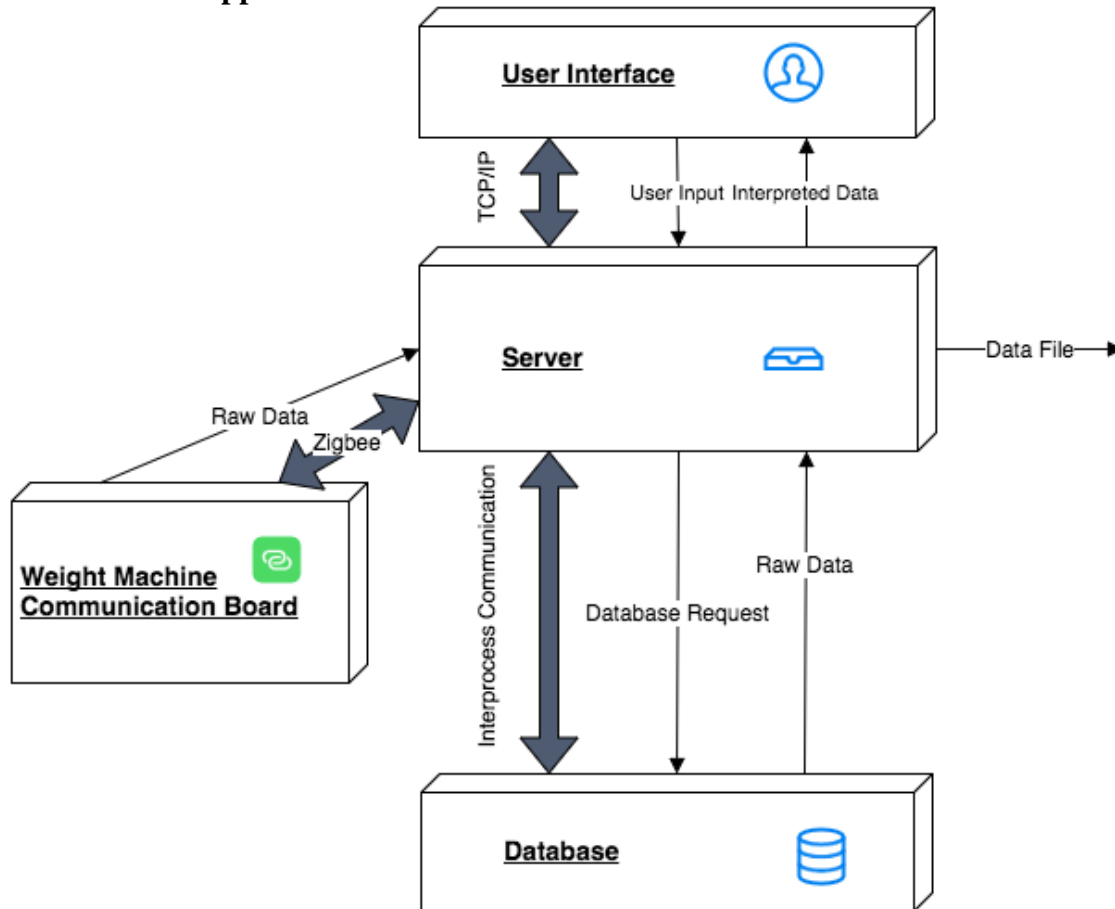 User Interface
TCP/IP
User Input Interpreted Data
Server
Data File
Raw Data
Zigbee
Weight Machine
Communication Board
Interprocess Communication
Raw Data
Database Request
Database